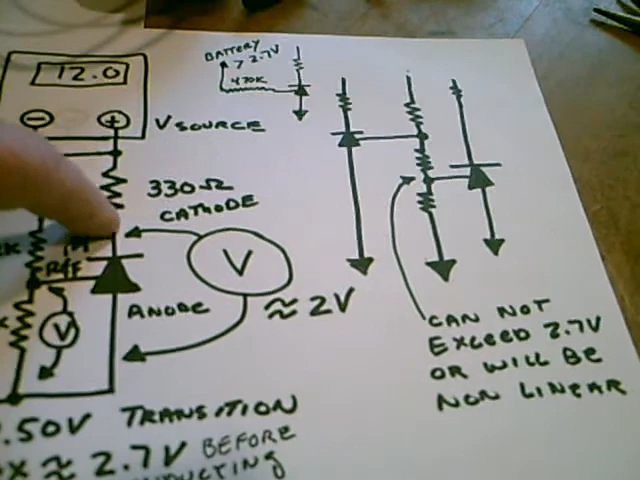 BATTERY
7 2.7V
470K
12.0
- +
V SOURCE
330Ω
CATHODE
K
REF
V
V
ANODE
≈ 2V
CAN NOT
EXCEED 2.7V
OR WILL BE
NON LINEAR
.50V TRANSITION
X ≈ 2.7V BEFORE
DUCTING